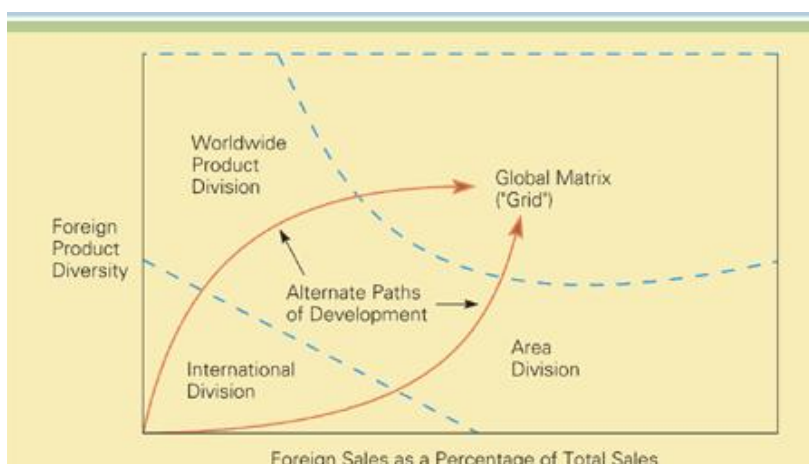 Worldwide
Product
Division
Global Matrix
("Grid")
Foreign
Product
Diversity
Alternate Paths
of Development
International
Division
Area
Division
Foreign Sales as a Percentage of Total Sales